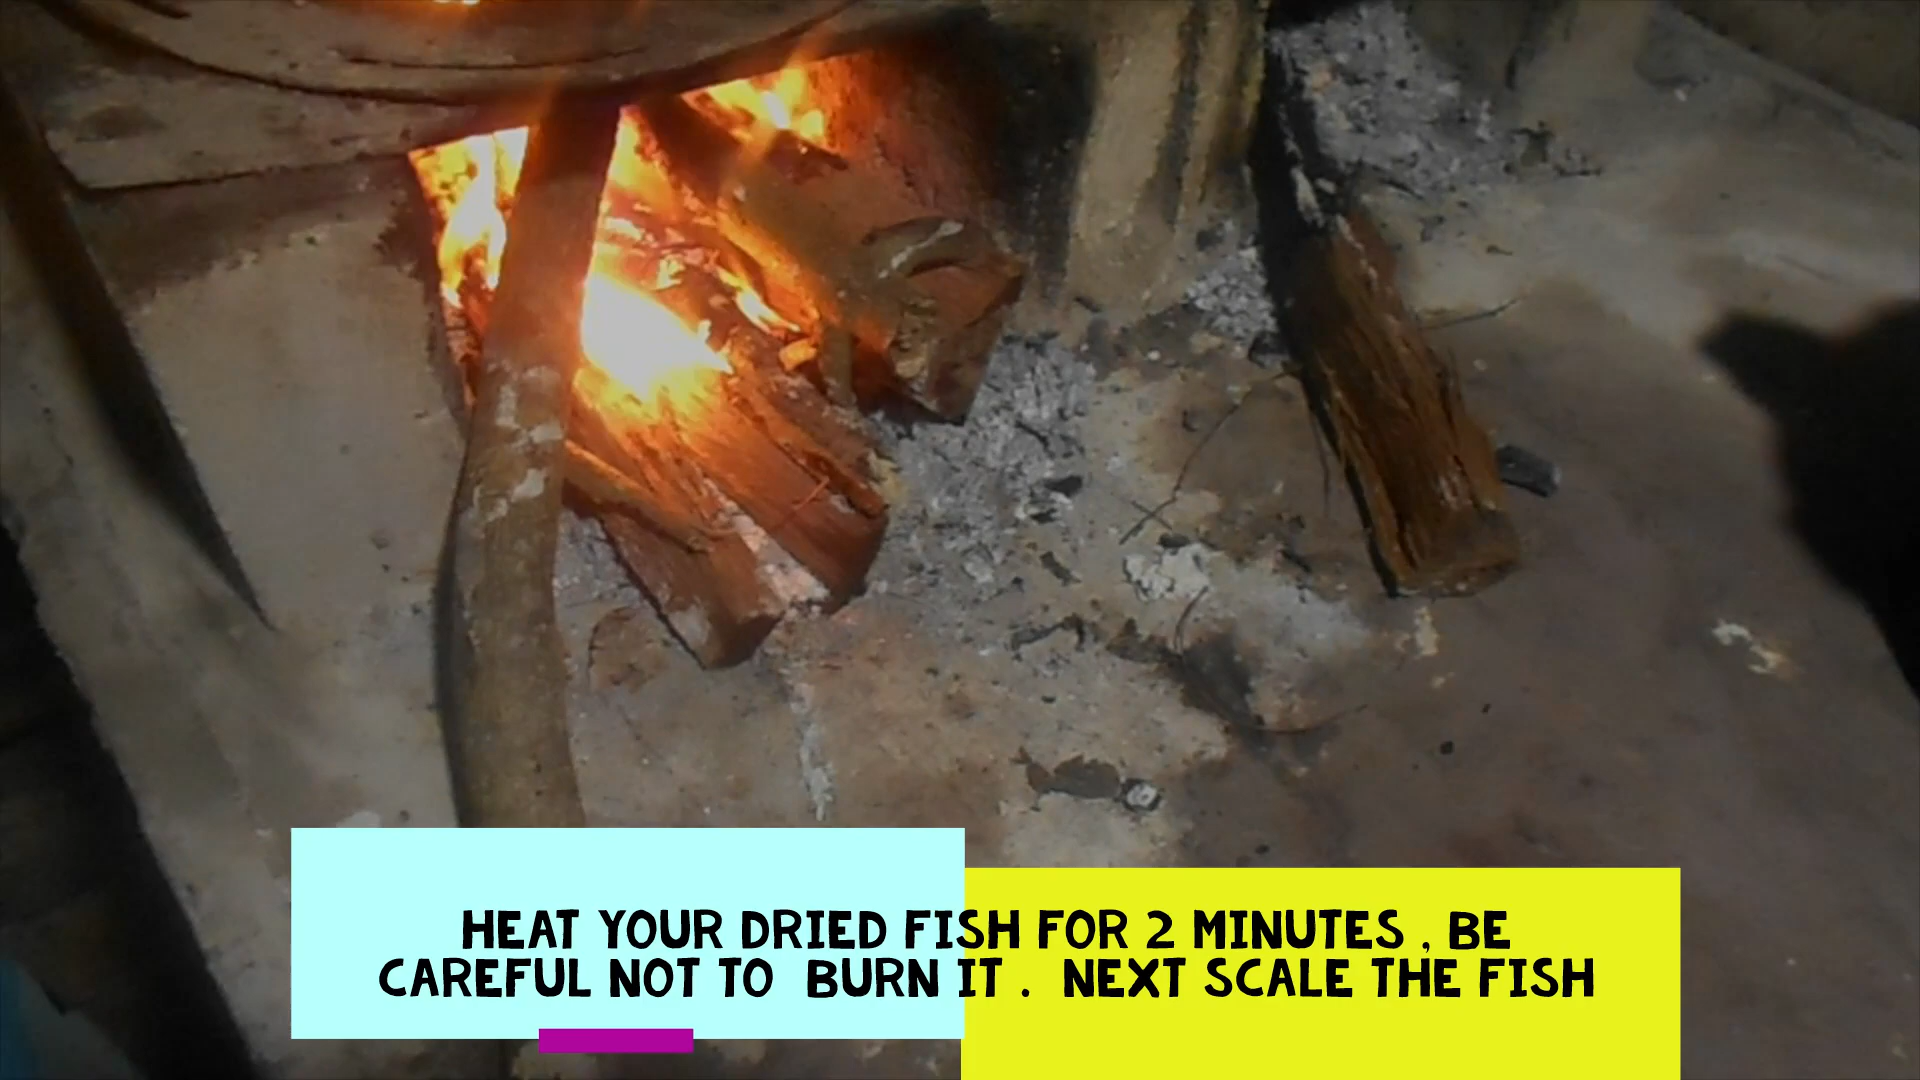 HEAT YOUR DRIED FISH FOR 2 MINUTES , BE
CAREFUL NOT TO BURN IT . NEXT SCALE THE FISH